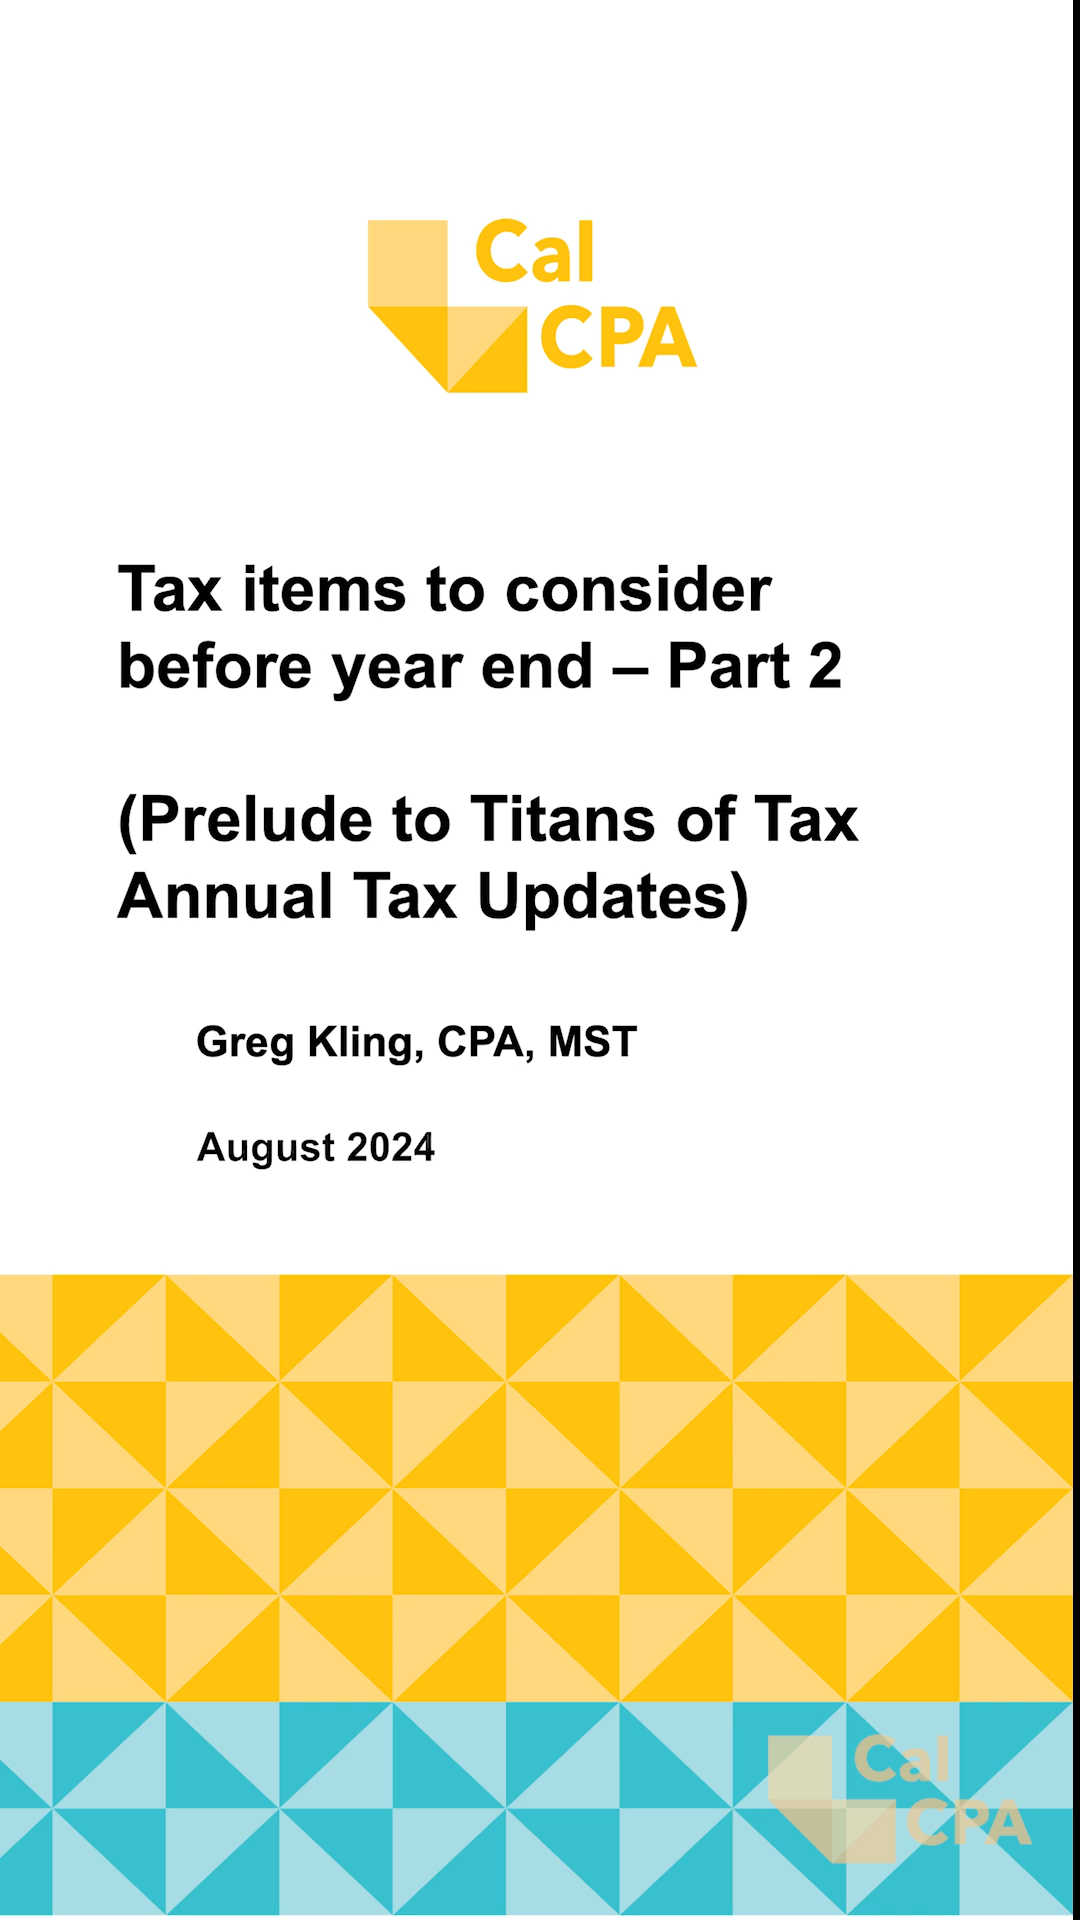 Cal
CPA
Tax items to consider
before year end – Part 2
(Prelude to Titans of Tax
Annual Tax Updates)
Greg Kling, CPA, MST
August 2024
Cal
CPA